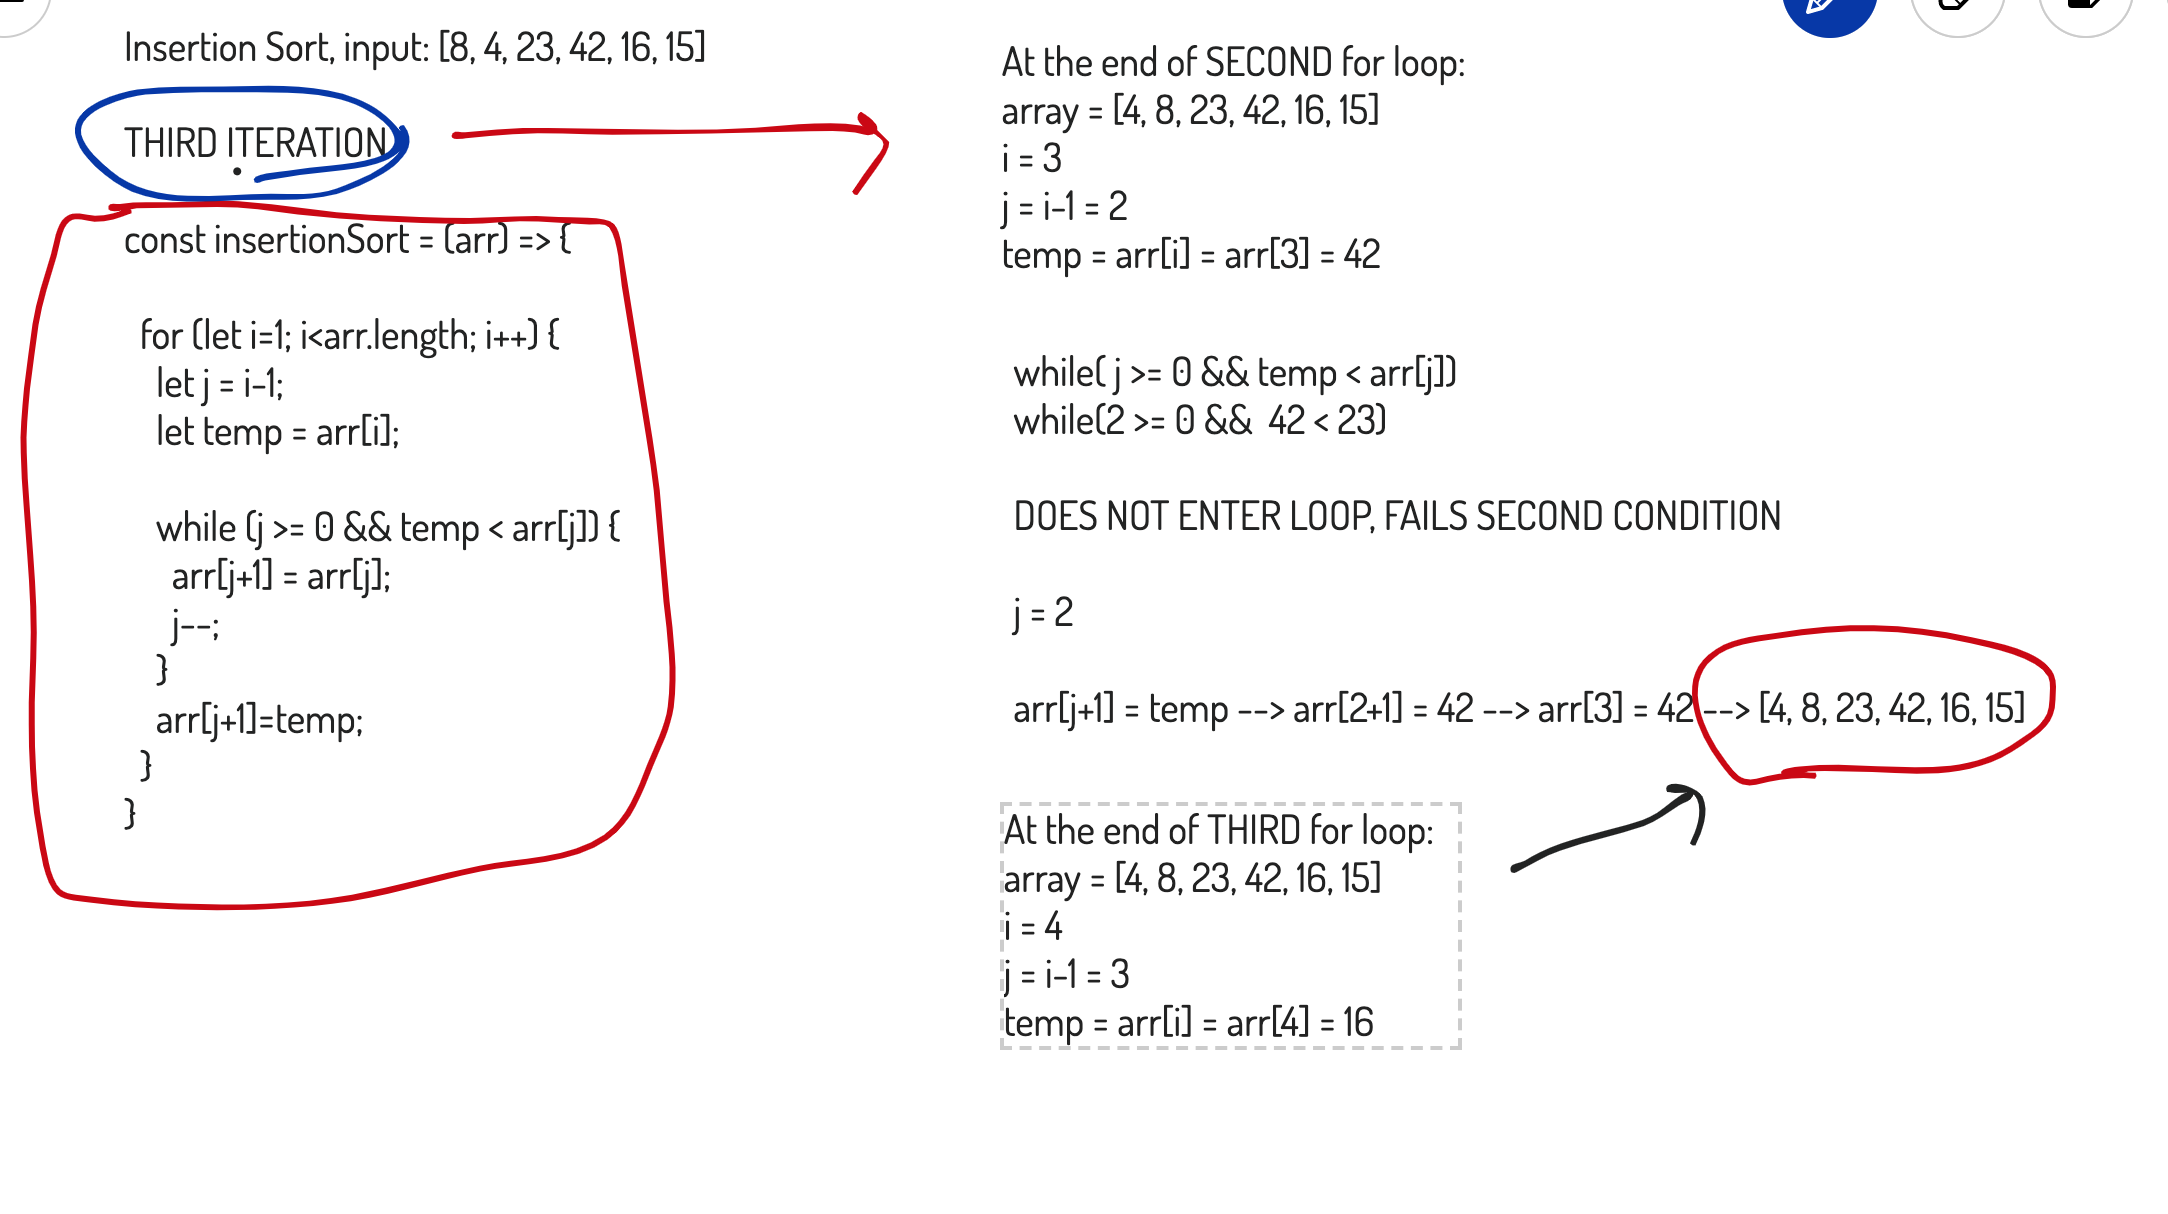 Insertion Sort, input: [8, 4, 23, 42, 16, 15]
THIRD ITERATION
const insertionSort = (arr) => {
for (let i=1; i<arr.length; i++) {
let j = i-1;
let temp = arr[i];
while (j >= 0 && temp < arr[j]) {
arr[j+1] = arr[j];
j--;
}
arr[j+1]=temp;
}
}
At the end of SECOND for loop:
array = [4, 8, 23, 42, 16, 15]
i = 3
j = i-1 = 2
temp = arr[i] = arr[3] = 42
while( j >= 0 && temp < arr[j])
while(2 >= 0 && 42 < 23)
DOES NOT ENTER LOOP, FAILS SECOND CONDITION
j = 2
arr[j+1] = temp --> arr[2+1] = 42 --> arr[3] = 42 --> [4, 8, 23, 42, 16, 15]
At the end of THIRD for loop:
array = [4, 8, 23, 42, 16, 15]
i = 4
j = i-1 = 3
temp = arr[i] = arr[4] = 16